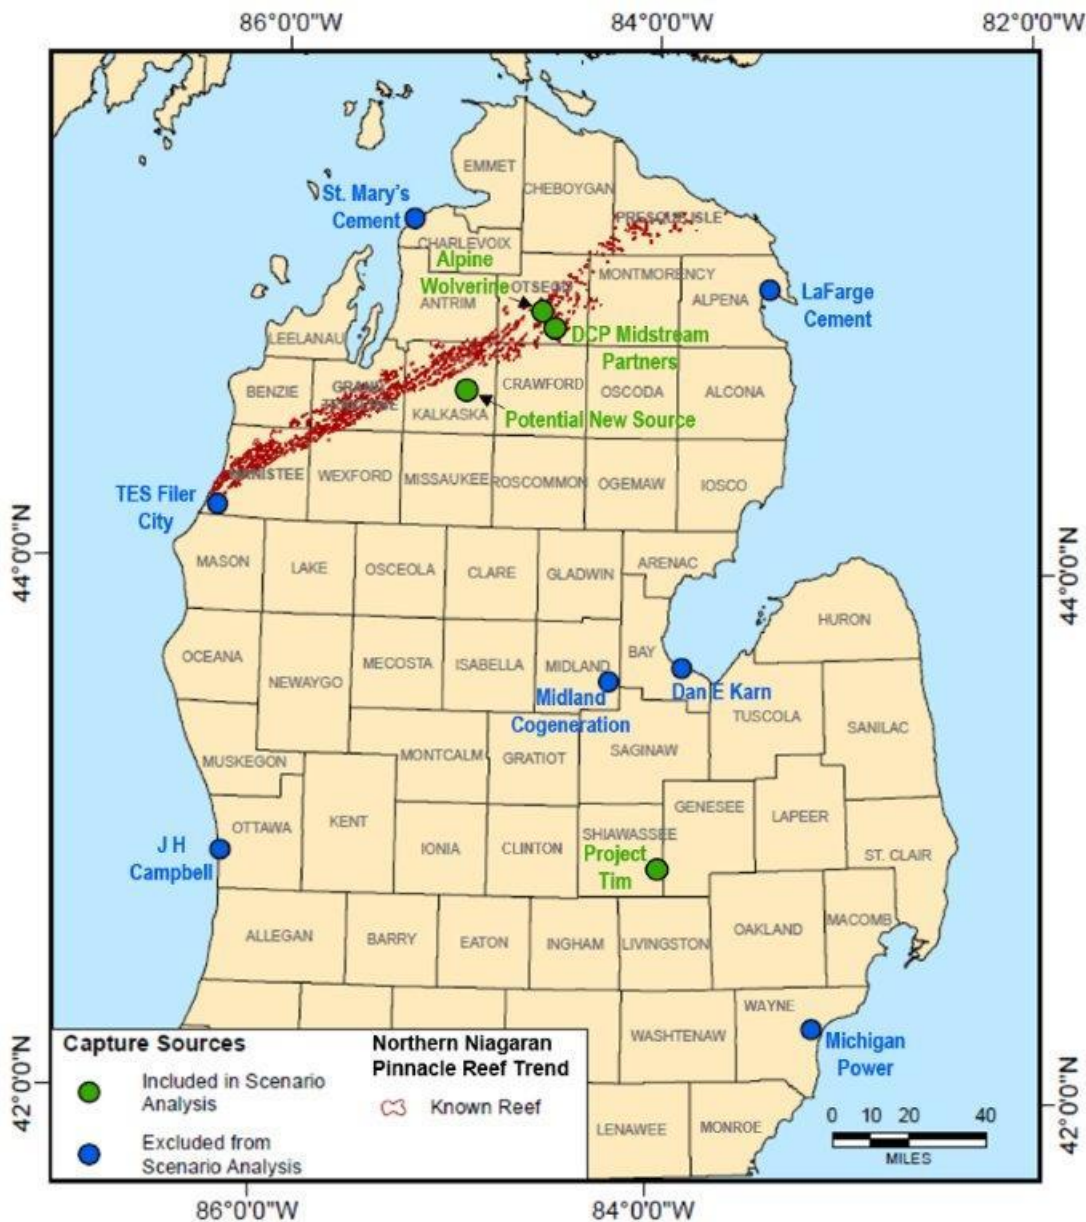 86°0'0"W
84°0'0"W
82°0'0"W
EMMET
CHEBOYGAN
St. Mary's
Cement
PRESQUE ISLE
CHARLEVOIX
Alpine
Wolverine
OTSEGO
MONTMORENCY
ANTRIM
ALPENA
LaFarge
Cement
DCP Midstream
Partners
LEELANAU
BENZIE
GRAND
TRAVERSE
CRAWFORD
OSCODA
ALCONA
KALKASKA
Potential New Source
MANISTEE
WEXFORD
MISSAUKEE
ROSCOMMON
OGEMAW
IOSCO
TES Filer
City
44°0'0"N
44°0'0"N
MASON
LAKE
OSCEOLA
CLARE
GLADWIN
ARENAC
HURON
OCEANA
NEWAYGO
MECOSTA
ISABELLA
MIDLAND
BAY
Midland
Cogeneration
Dan E Karn
TUSCOLA
SANILAC
MUSKEGON
MONTCALM
GRATIOT
SAGINAW
GENESEE
LAPEER
OTTAWA
KENT
IONIA
CLINTON
SHIAWASSEE
Project
Tim
ST. CLAIR
J H
Campbell
ALLEGAN
BARRY
EATON
INGHAM
LIVINGSTON
OAKLAND
MACOMB
WAYNE
WASHTENAW
Michigan
Power
LENAWEE
MONROE
42°0'0"N
42°0'0"N
Capture Sources
Included in Scenario
Analysis
Excluded from
Scenario Analysis
Northern Niagaran
Pinnacle Reef Trend
Known Reef
0 10 20 40
MILES
86°0'0"W
84°0'0"W